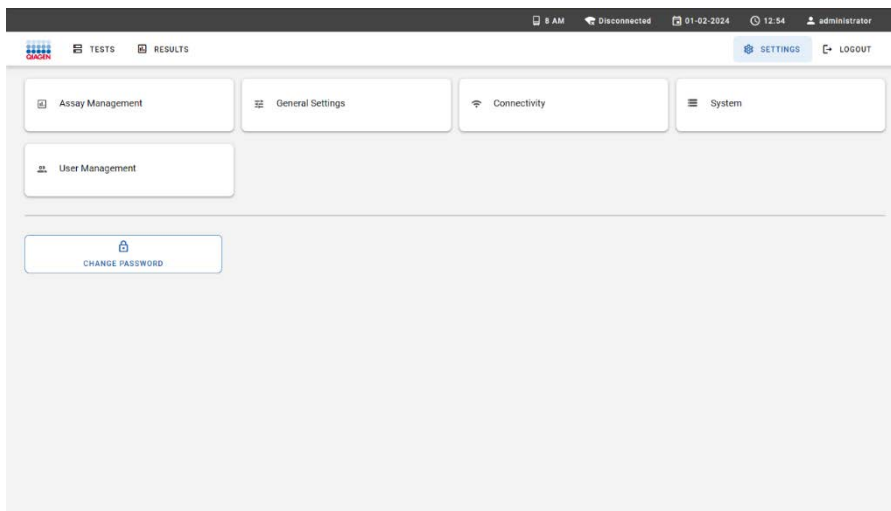 8 AM Disconnected 01-02-2024 12:54 administrator
QIAGEN TESTS RESULTS SETTINGS LOGOUT
Assay Management General Settings Connectivity System
User Management
CHANGE PASSWORD